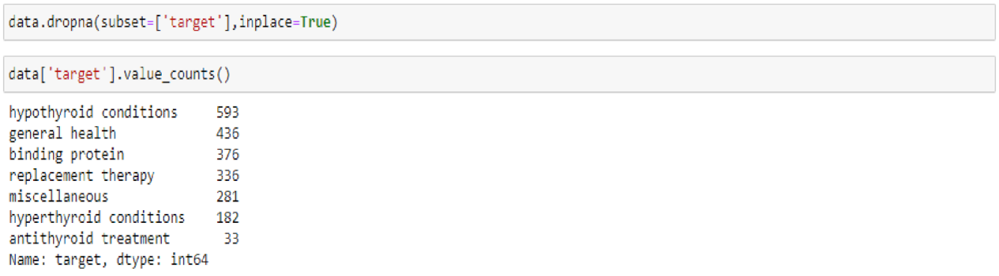 data.dropna(subset=['target'],inplace=True)
data['target'].value_counts()
hypothyroid conditions     593
general health             436
binding protein            376
replacement therapy        336
miscellaneous              281
hyperthyroid conditions    182
antithyroid treatment       33
Name: target, dtype: int64